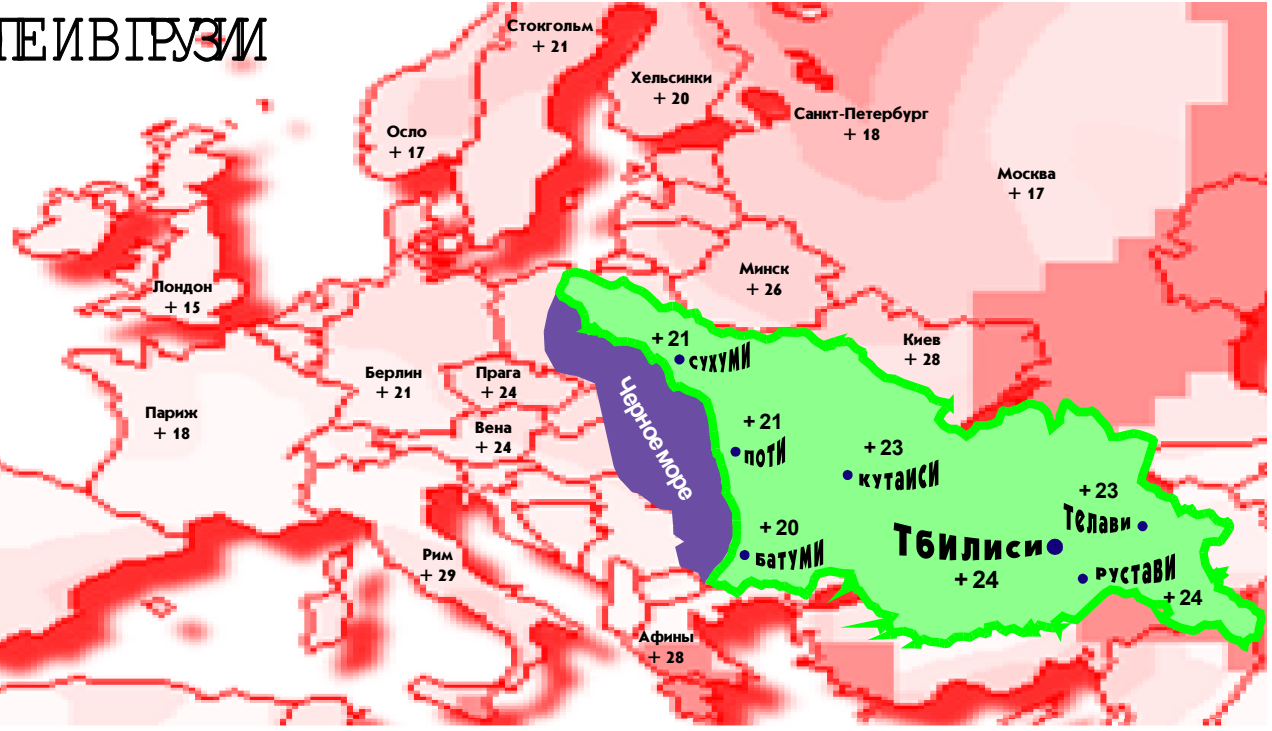 ПЕ И В ГРУЗИИ
Стокгольм
+ 21
Хельсинки
+ 20
Санкт-Петербург
+ 18
Осло
+ 17
Москва
+ 17
Минск
+ 26
Лондон
+ 15
Киев
+ 28
+ 21
сухуми
Берлин
+ 21
Прага
+ 24
Париж
+ 18
Вена
+ 24
Черное море
+ 21
поти
+ 23
кутаиси
+ 23
Телави
+ 20
батуми
Тбилиси
+ 24
рустави
+ 24
Рим
+ 29
Афины
+ 28